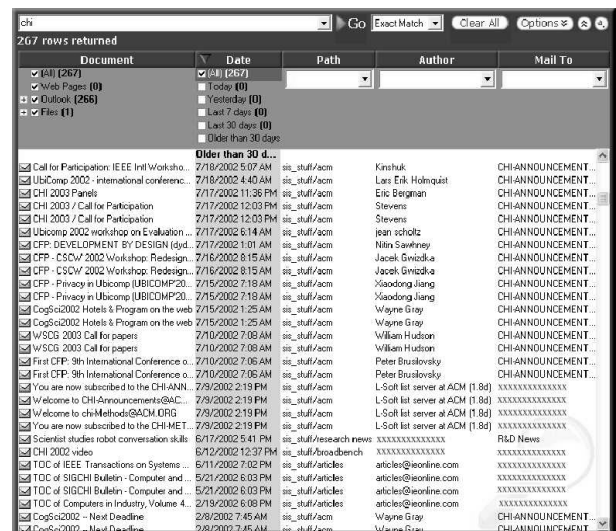 chi Go Exact Match Clear All Options
267 rows returned
Document Date Path Author Mail To
(All) (267) (All) (267)
Web Pages (0) Today (0)
Outlook (266) Yesterday (0)
Files (1) Last 7 days (0)
Last 30 days (0)
Older than 30 days
Older than 30 d...
Call for Participation: IEEE Intl Worksho... 7/18/2002 5:07 AM sis_stuff/acm Kinshuk CHI-ANNOUNCEMENT...
UbiComp 2002 - international conferenc... 7/18/2002 4:40 AM sis_stuff/acm Lars Erik Holmquist CHI-ANNOUNCEMENT...
CHI 2003 Panels 7/17/2002 11:36 PM sis_stuff/acm Eric Bergman CHI-ANNOUNCEMENT...
CHI 2003 / Call for Participation 7/17/2002 12:03 PM sis_stuff/acm Stevens CHI-ANNOUNCEMENT...
CHI 2003 / Call for Participation 7/17/2002 12:03 PM sis_stuff/acm Stevens CHI-ANNOUNCEMENT...
Ubicomp 2002 workshop on Evaluation ... 7/17/2002 6:14 AM sis_stuff/acm jean scholtz CHI-ANNOUNCEMENT...
CFP: DEVELOPMENT BY DESIGN (dyd... 7/17/2002 1:01 AM sis_stuff/acm Nitin Sawhney CHI-ANNOUNCEMENT...
CFP - CSCW 2002 Workshop: Redesign... 7/16/2002 8:15 AM sis_stuff/acm Jacek Gwizdka CHI-ANNOUNCEMENT...
CFP - CSCW 2002 Workshop: Redesign... 7/16/2002 8:15 AM sis_stuff/acm Jacek Gwizdka CHI-ANNOUNCEMENT...
CFP - Privacy in Ubicomp (UBICOMP'20... 7/15/2002 7:18 AM sis_stuff/acm Xiaodong Jiang CHI-ANNOUNCEMENT...
CFP - Privacy in Ubicomp (UBICOMP'20... 7/15/2002 7:18 AM sis_stuff/acm Xiaodong Jiang CHI-ANNOUNCEMENT...
CogSci2002 Hotels & Program on the web 7/15/2002 1:25 AM sis_stuff/acm Wayne Gray CHI-ANNOUNCEMENT...
CogSci2002 Hotels & Program on the web 7/15/2002 1:25 AM sis_stuff/acm Wayne Gray CHI-ANNOUNCEMENT...
WSCG 2003 Call for papers 7/10/2002 7:08 AM sis_stuff/acm William Hudson CHI-ANNOUNCEMENT...
WSCG 2003 Call for papers 7/10/2002 7:08 AM sis_stuff/acm William Hudson CHI-ANNOUNCEMENT...
First CFP: 9th International Conference o... 7/10/2002 7:06 AM sis_stuff/acm Peter Brusilovsky CHI-ANNOUNCEMENT...
First CFP: 9th International Conference o... 7/10/2002 7:06 AM sis_stuff/acm Peter Brusilovsky CHI-ANNOUNCEMENT...
You are now subscribed to the CHI-ANN... 7/9/2002 2:19 PM sis_stuff/acm L-Soft list server at ACM (1.8d) xxxxxxxxxxxxxx
Welcome to CHI-Announcements@AC... 7/9/2002 2:19 PM sis_stuff/acm L-Soft list server at ACM (1.8d) xxxxxxxxxxxxxx
Welcome to chi-Methods@ACM.ORG 7/9/2002 2:19 PM sis_stuff/acm L-Soft list server at ACM (1.8d) xxxxxxxxxxxxxx
You are now subscribed to the CHI-MET... 7/9/2002 2:19 PM sis_stuff/acm L-Soft list server at ACM (1.8d) xxxxxxxxxxxxxx
Scientist studies robot conversation skills 6/17/2002 5:41 PM sis_stuff/research news xxxxxxxxxxxxxx R&D News
CHI 2002 video 6/12/2002 12:37 PM sis_stuff/broadbench xxxxxxxxxxxxxx xxxxxxxxxxxxxx
TOC of IEEE Transactions on Systems ... 6/11/2002 7:02 PM sis_stuff/articles articles@ieonline.com xxxxxxxxxxxxxx
TOC of SIGCHI Bulletin - Computer and ... 5/21/2002 6:03 PM sis_stuff/articles articles@ieonline.com xxxxxxxxxxxxxx
TOC of SIGCHI Bulletin - Computer and ... 5/21/2002 6:03 PM sis_stuff/articles articles@ieonline.com xxxxxxxxxxxxxx
TOC of Computers in Industry, Volume 4... 2/19/2002 6:08 PM sis_stuff/articles articles@ieonline.com xxxxxxxxxxxxxx
CogSci2002 -- Next Deadline 2/8/2002 7:45 AM sis_stuff/acm Wayne Gray CHI-ANNOUNCEMENT...
CogSci2002 -- Next Deadline 2/8/2002 7:45 AM sis_stuff/acm Wayne Gray CHI-ANNOUNCEMENT...